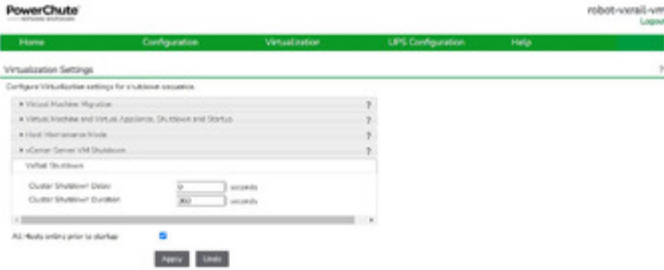 PowerChute
NETWORK SHUTDOWN
robot-vxrail-vm
Logout
Home Configuration Virtualization UPS Configuration Help
Virtualization Settings ?
Configure Virtualization settings for shutdown sequence.
Virtual Machine Migration ?
Virtual Machine and Virtual Appliance, Shutdown and Startup ?
Host Maintenance Mode ?
vCenter Server VM Shutdown ?
VxRail Shutdown
Cluster Shutdown Delay 0 seconds
Cluster Shutdown Duration seconds
All Hosts online prior to startup
Apply Undo